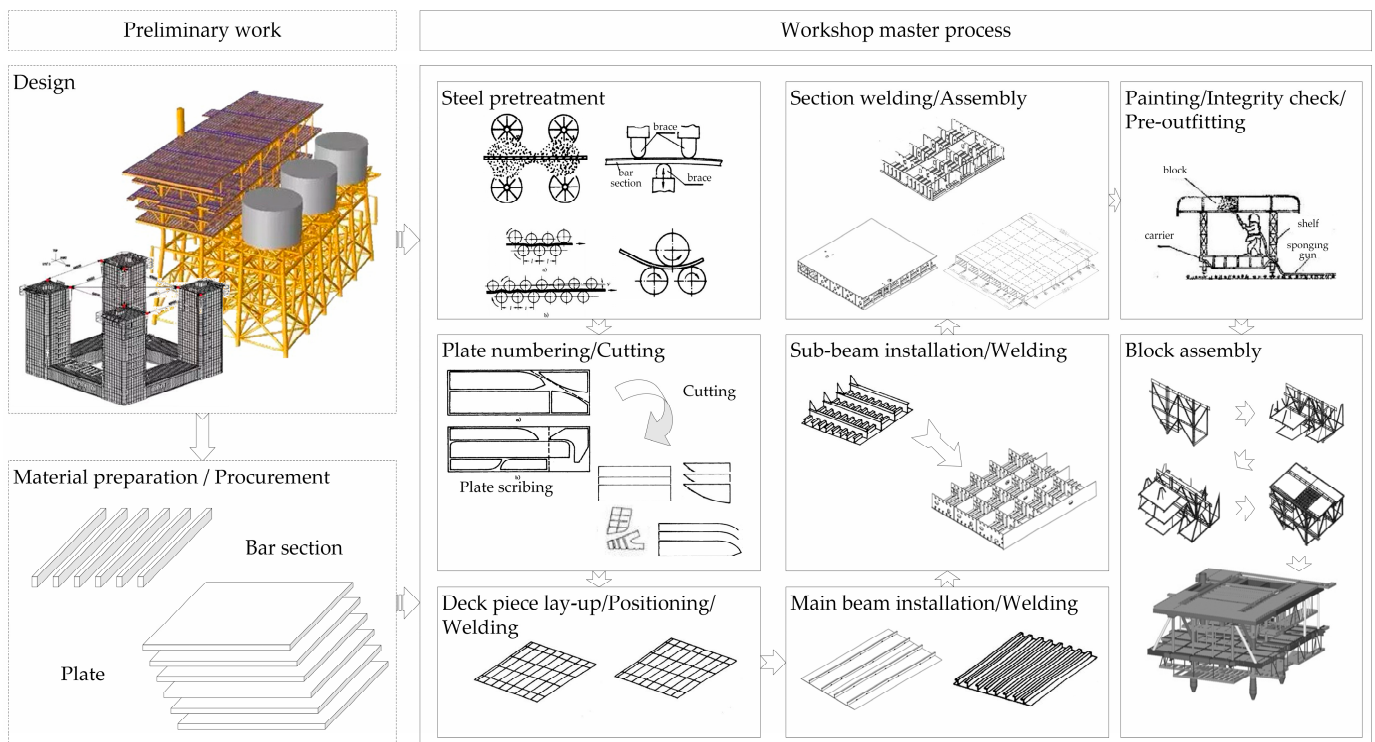 Preliminary work
Workshop master process
Design
Material preparation / Procurement
Bar section
Plate
Steel pretreatment
brace
bar
section
brace
a)
b)
Plate numbering/Cutting
Cutting
a)
b)
Plate scribing
Deck piece lay-up/Positioning/
Welding
Section welding/Assembly
Sub-beam installation/Welding
Main beam installation/Welding
Painting/Integrity check/
Pre-outfitting
block
shelf
carrier
sponging
gun
Block assembly